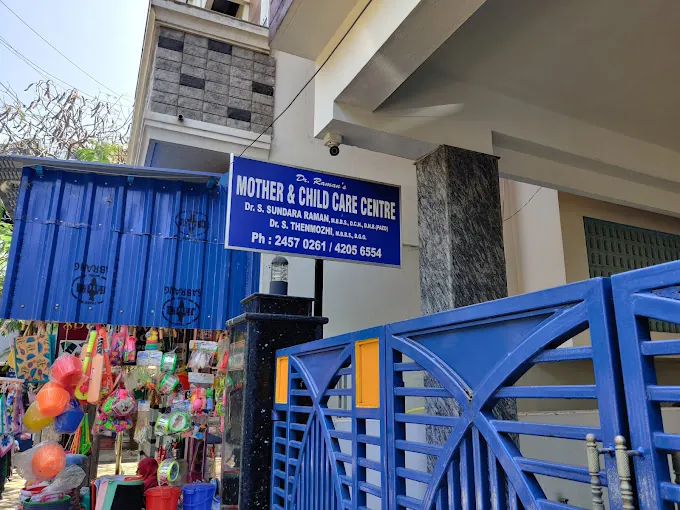 Dr. Raman's
MOTHER & CHILD CARE CENTRE
Dr. S. SUNDARA RAMAN, M.B.B.S., D.C.H., D.N.B (PAED)
Dr. S. THENMOZHI, M.B.B.S., D.G.O.
Ph : 2457 0261 / 4205 6554